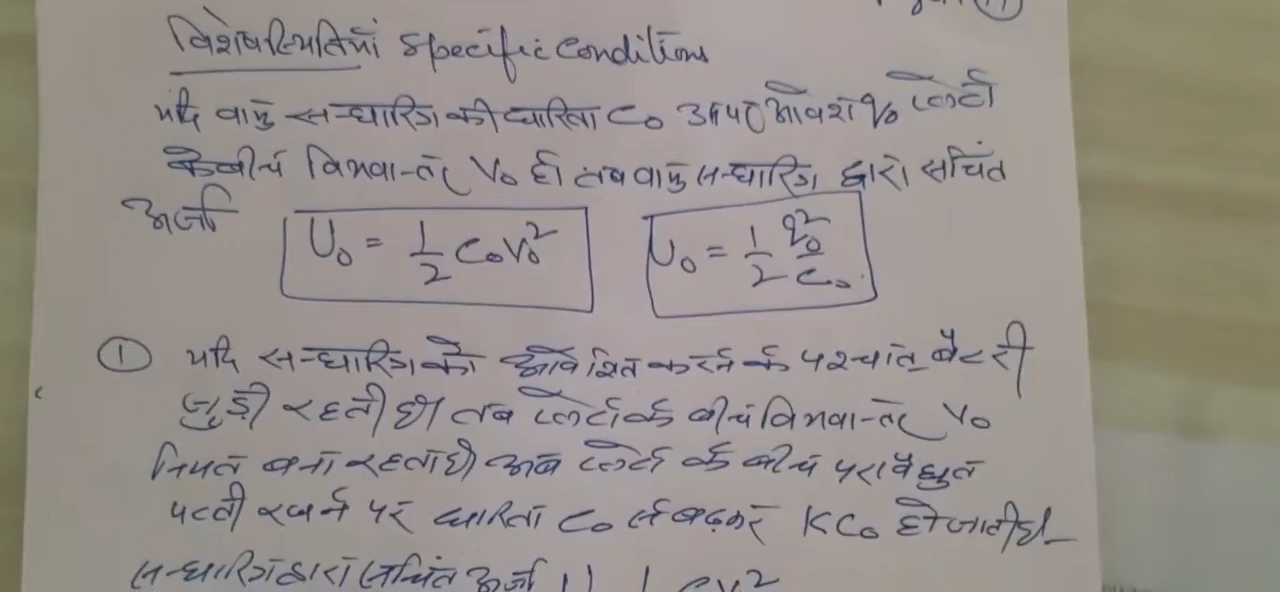 विशेष स्थितियाँ Specific Conditions
यदि वायु सन्धारित्र की धारिता C₀ आवेश q₀ प्लेटों
के बीच विभवान्तर V₀ हो तब वायु सन्धारित्र द्वारा संचित
ऊर्जा U₀ = 1/2 C₀V₀² U₀ = 1/2 q₀²/C₀
① यदि सन्धारित्र को आवेशित करने के पश्चात बैटरी
जुड़ी रहती है। तब प्लेटों के बीच विभवान्तर V₀
नियत बना रहता है। अब प्लेटों के बीच परावैद्युत
पट्टी रखने पर धारिता C₀ से बढ़कर KC₀ हो जाती है।
सन्धारित्र द्वारा संचित ऊर्जा